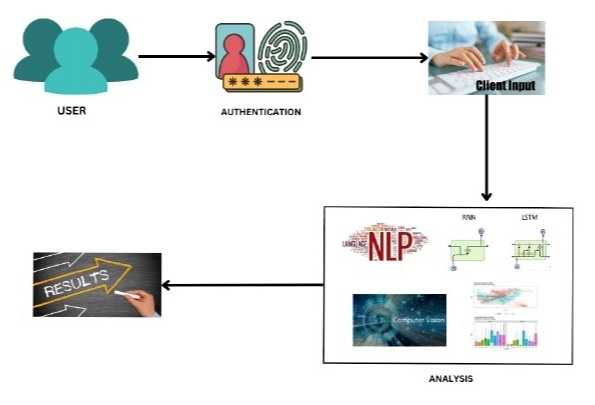 USER
AUTHENTICATION
Client Input
RNN
LSTM
LANGUAGE
NLP
Computer Vision
RESULTS
ANALYSIS